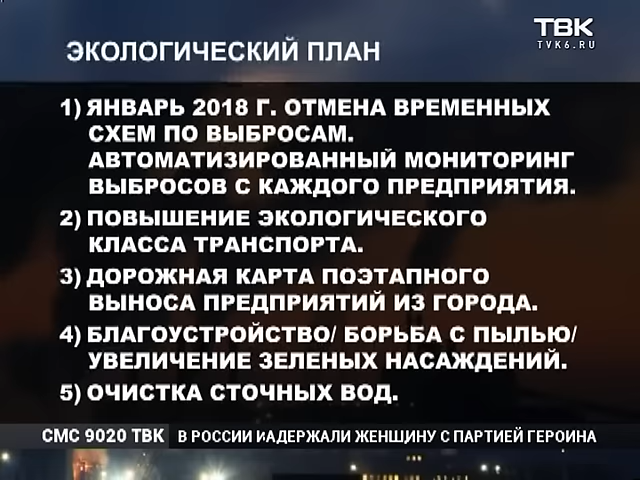 ТВК
TVK6.RU
ЭКОЛОГИЧЕСКИЙ ПЛАН
1) ЯНВАРЬ 2018 Г. ОТМЕНА ВРЕМЕННЫХ
СХЕМ ПО ВЫБРОСАМ.
АВТОМАТИЗИРОВАННЫЙ МОНИТОРИНГ
ВЫБРОСОВ С КАЖДОГО ПРЕДПРИЯТИЯ.
2) ПОВЫШЕНИЕ ЭКОЛОГИЧЕСКОГО
КЛАССА ТРАНСПОРТА.
3) ДОРОЖНАЯ КАРТА ПОЭТАПНОГО
ВЫНОСА ПРЕДПРИЯТИЙ ИЗ ГОРОДА.
4) БЛАГОУСТРОЙСТВО/ БОРЬБА С ПЫЛЬЮ/
УВЕЛИЧЕНИЕ ЗЕЛЕНЫХ НАСАЖДЕНИЙ.
5) ОЧИСТКА СТОЧНЫХ ВОД.
СМС 9020 ТВК В РОССИИ ИАДЕРЖАЛИ ЖЕНЩИНУ С ПАРТИЕЙ ГЕРОИНА